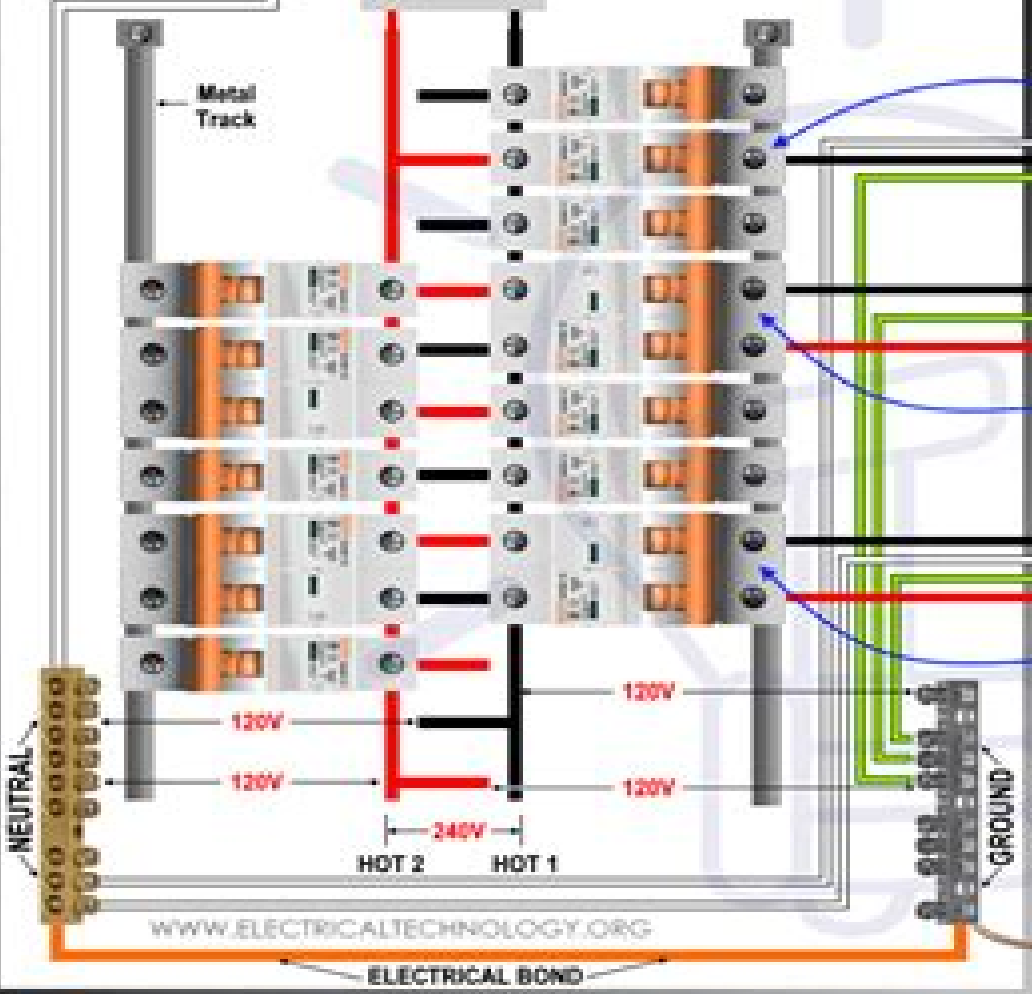 Metal
Track
120V
120V
120V
120V
240V
HOT 2
HOT 1
NEUTRAL
GROUND
WWW.ELECTRICALTECHNOLOGY.ORG
ELECTRICAL BOND